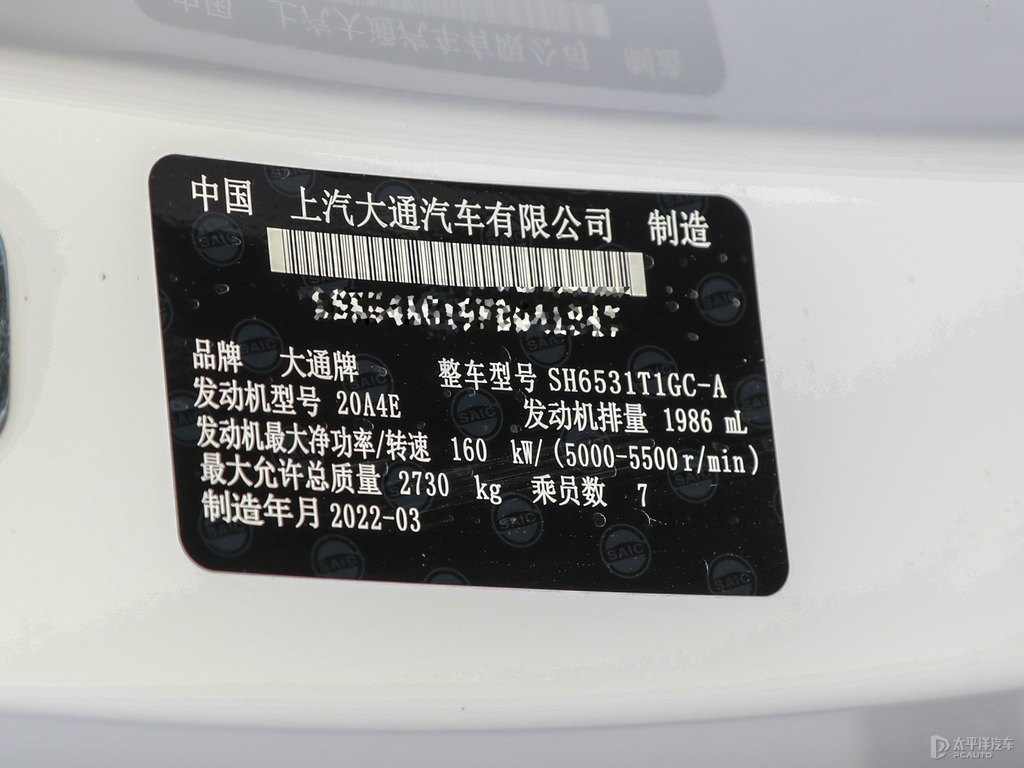 中国 上汽大通汽车有限公司 制造
品牌 大通牌 整车型号 SH6531T1GC-A
发动机型号 20A4E 发动机排量 1986 mL
发动机最大净功率/转速 160 kW/(5000-5500r/min)
最大允许总质量 2730 kg 乘员数 7
制造年月 2022-03
SAIC
太平洋汽车
PCAUTO